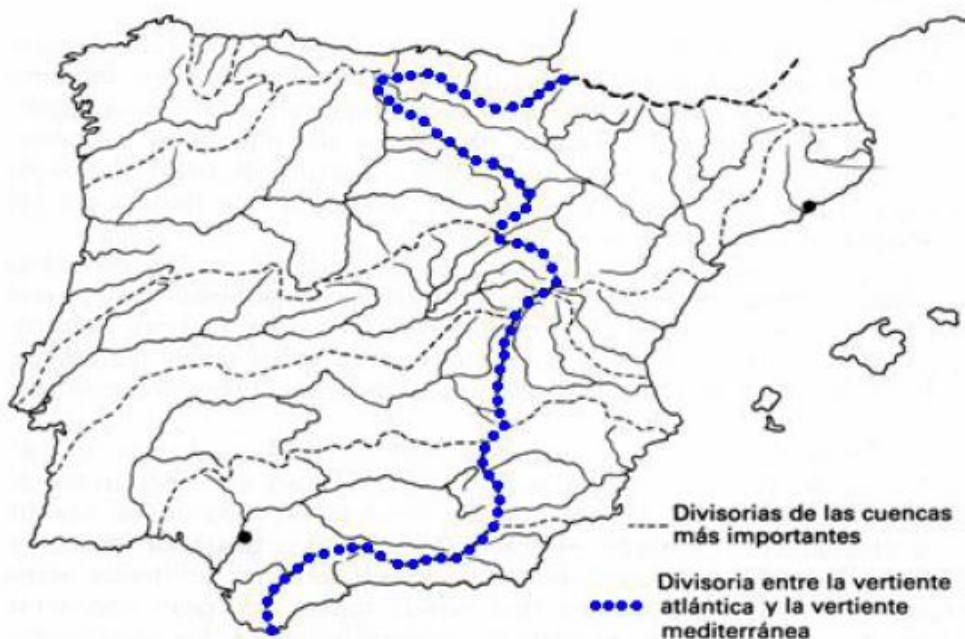 Divisorias de las cuencas
más importantes
Divisoria entre la vertiente
atlántica y la vertiente
mediterránea